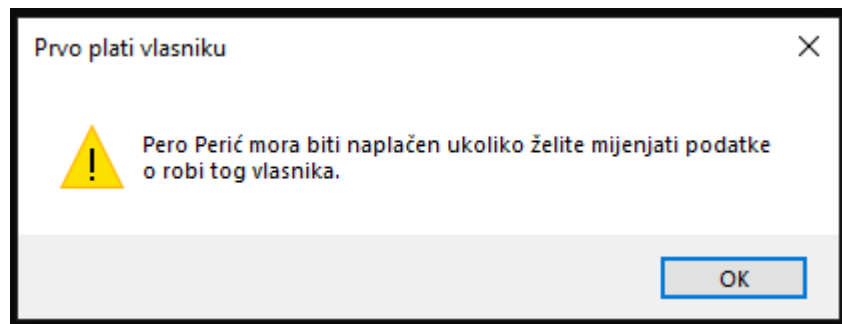 Prvo plati vlasniku
Pero Perić mora biti naplačen ukoliko želite mijenjati podatke
o robi tog vlasnika.
OK